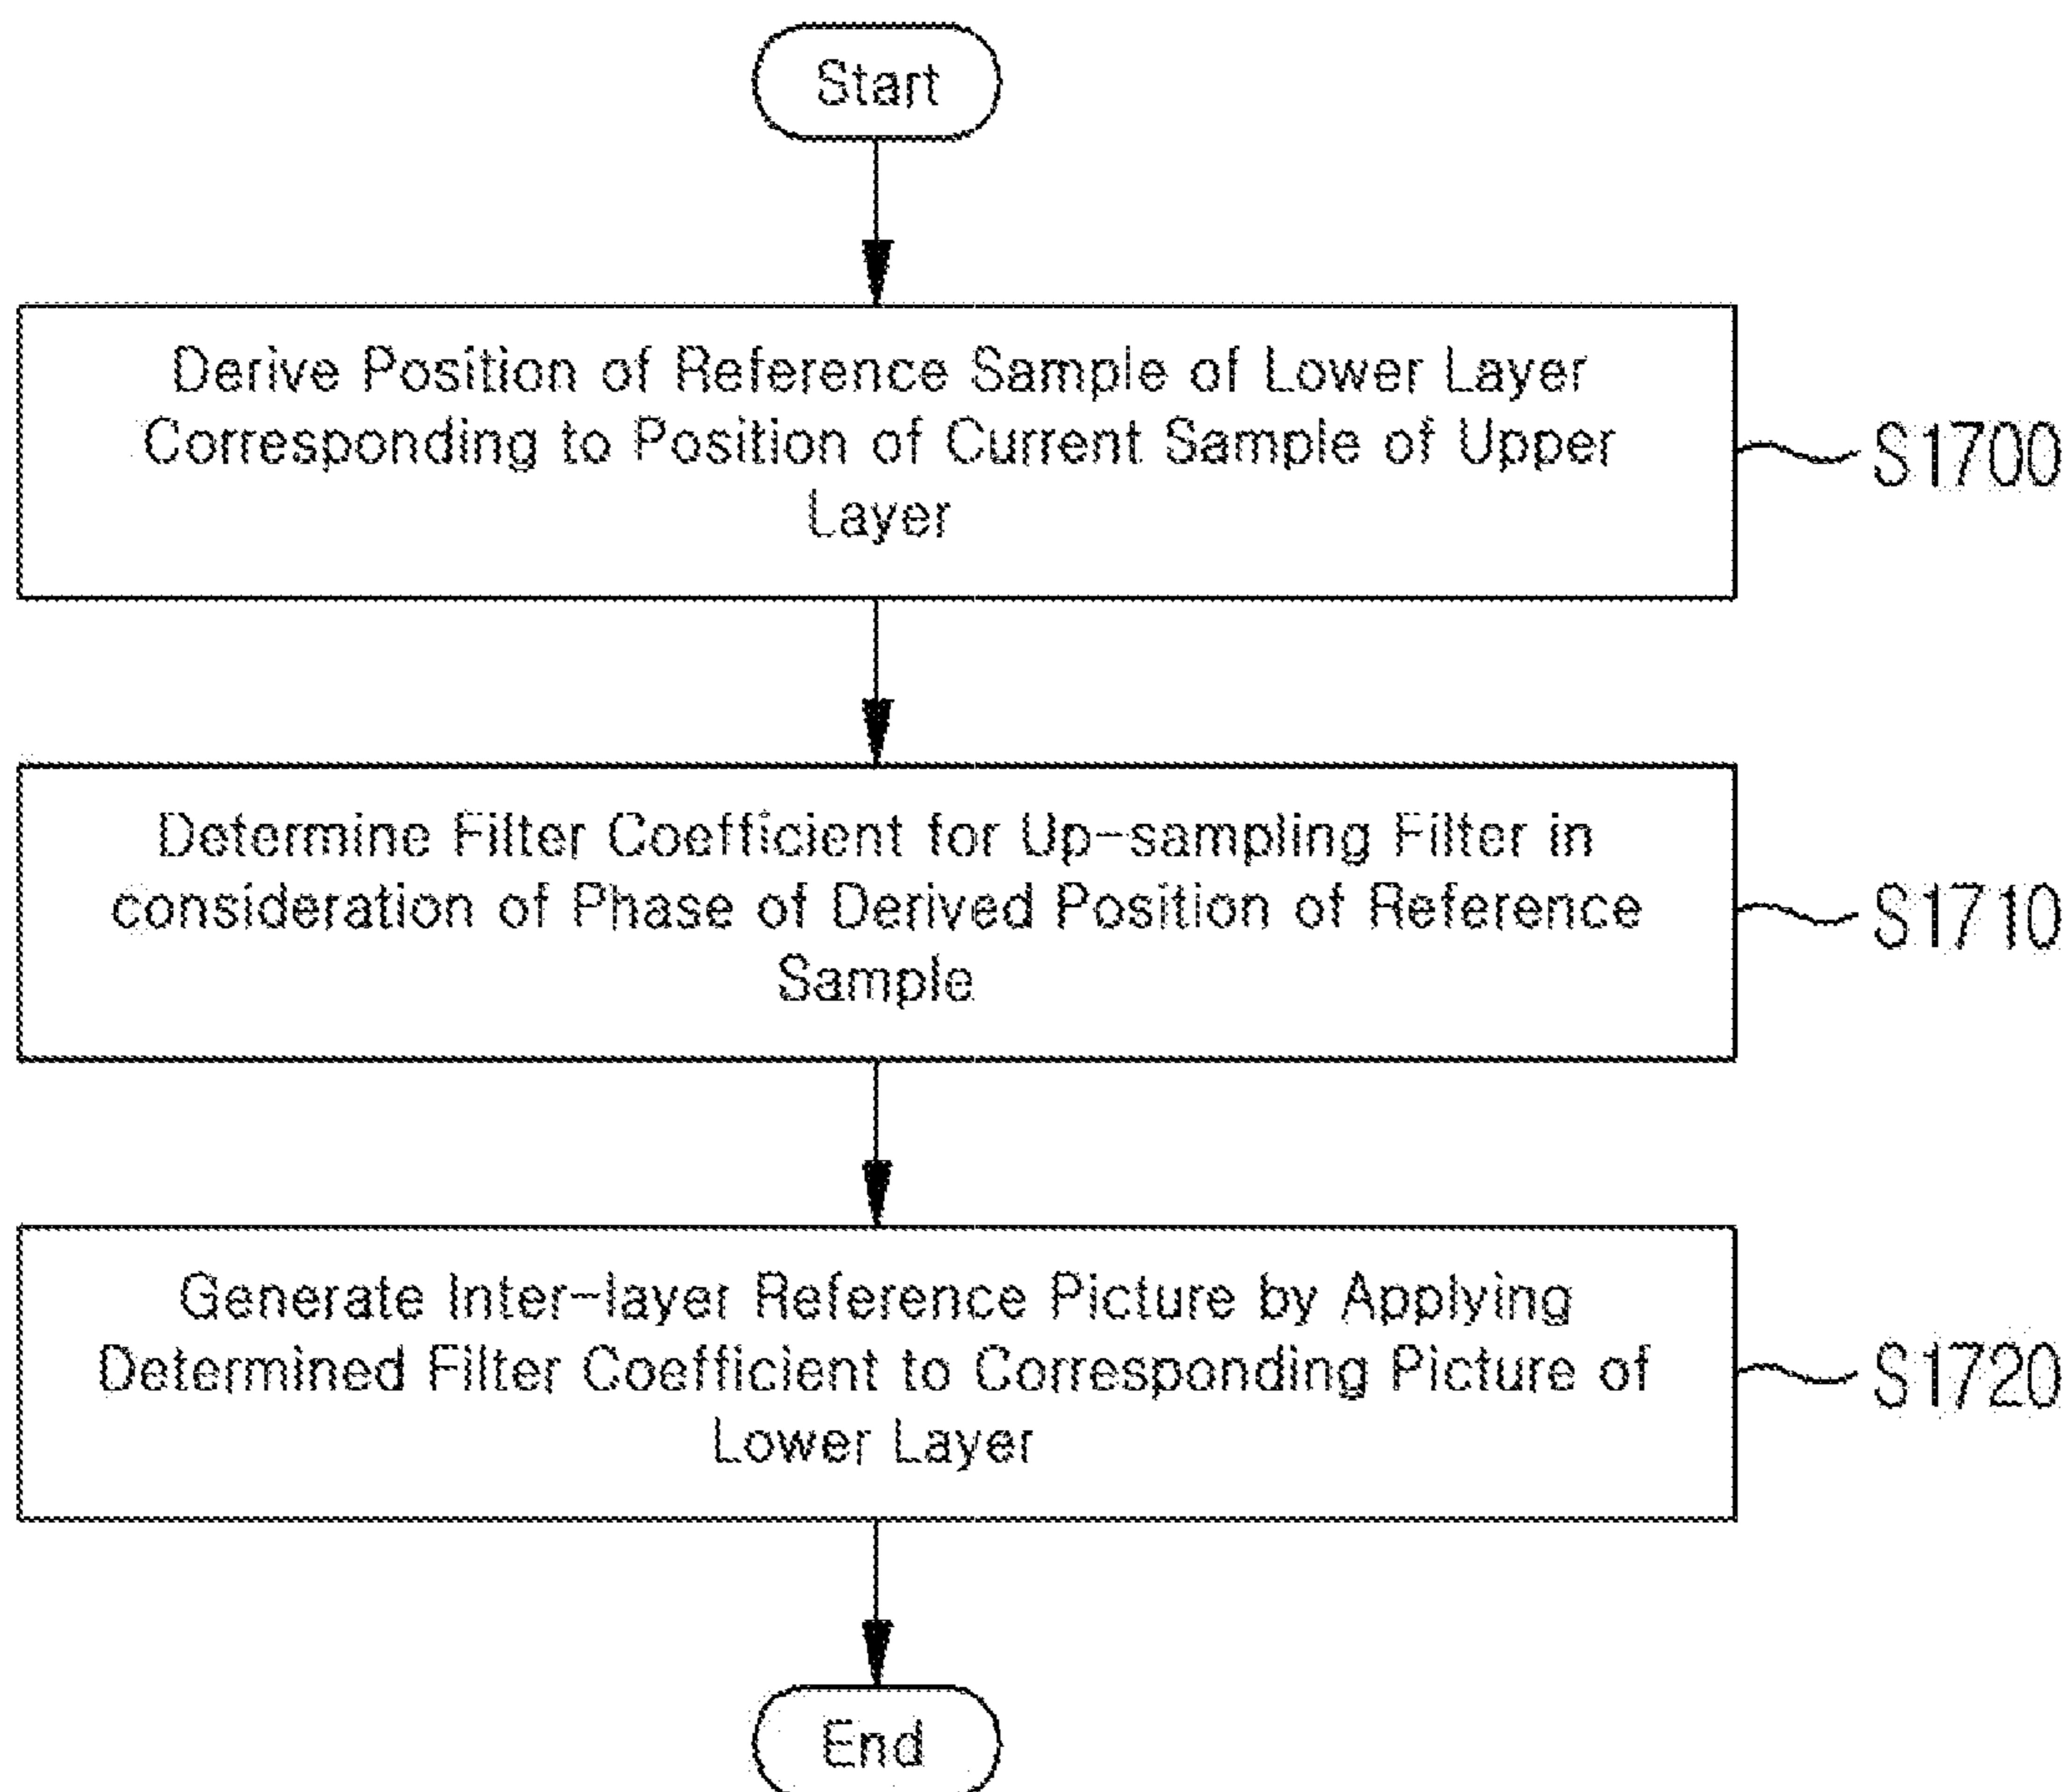 Start
Derive Position of Reference Sample of Lower Layer
Corresponding to Position of Current Sample of Upper
Layer
S1700
Determine Filter Coefficient for Up-sampling Filter in
consideration of Phase of Derived Position of Reference
Sample
S1710
Generate Inter-layer Reference Picture by Applying
Determined Filter Coefficient to Corresponding Picture of
Lower Layer
S1720
End